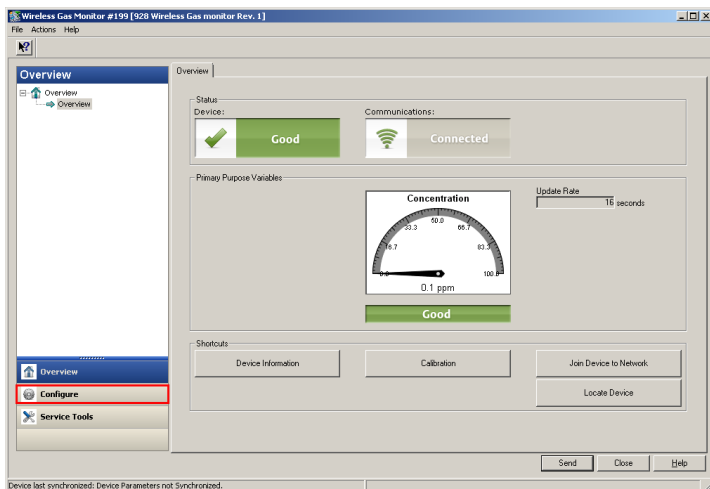 Wireless Gas Monitor #199 [928 Wireless Gas monitor Rev. 1]
File Actions Help
Overview
Overview
Overview
Overview
Status
Device: Communications:
Good Connected
Primary Purpose Variables
Concentration
Update Rate
16 seconds
0.0 16.7 33.3 50.0 66.7 83.3 100.0
0.1 ppm
Good
Shortcuts
Device Information Calibration Join Device to Network
Locate Device
Overview
Configure
Service Tools
Send Close Help
Device last synchronized: Device Parameters not Synchronized.